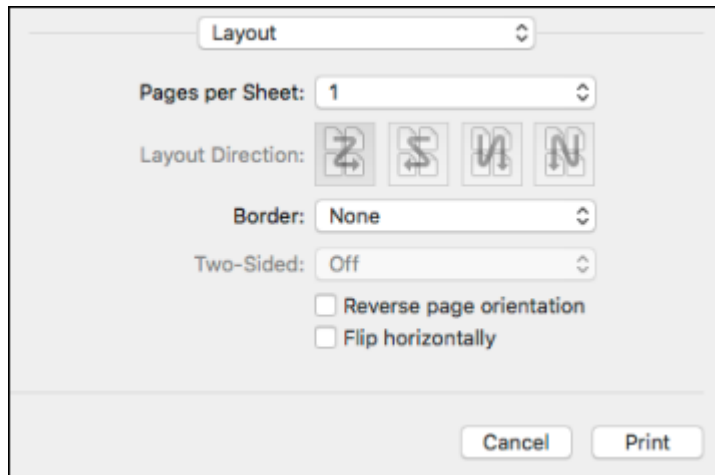 Layout
Pages per Sheet: 1
Layout Direction:
Border: None
Two-Sided: Off
Reverse page orientation
Flip horizontally
Cancel Print